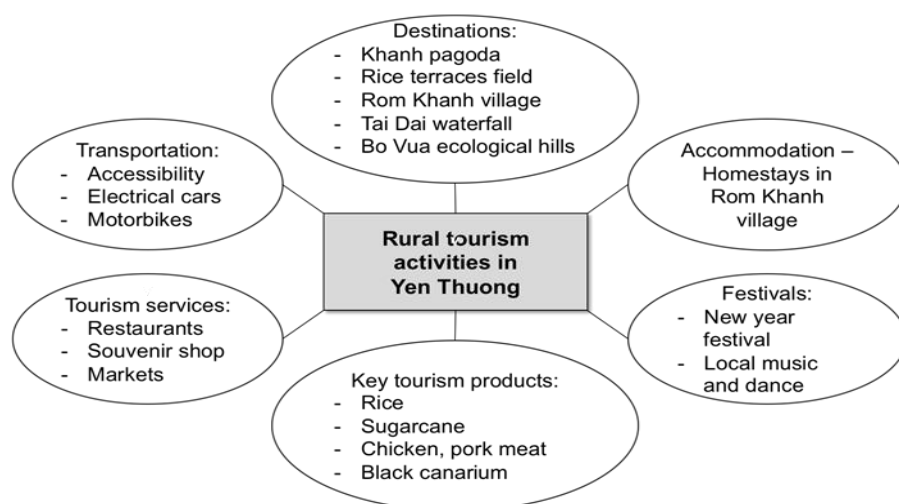 Destinations:
- Khanh pagoda
- Rice terraces field
- Rom Khanh village
- Tai Dai waterfall
- Bo Vua ecological hills
Transportation:
- Accessibility
- Electrical cars
- Motorbikes
Accommodation –
Homestays in
Rom Khanh
village
Rural tourism
activities in
Yen Thuong
Tourism services:
- Restaurants
- Souvenir shop
- Markets
Festivals:
- New year
festival
- Local music
and dance
Key tourism products:
- Rice
- Sugarcane
- Chicken, pork meat
- Black canarium